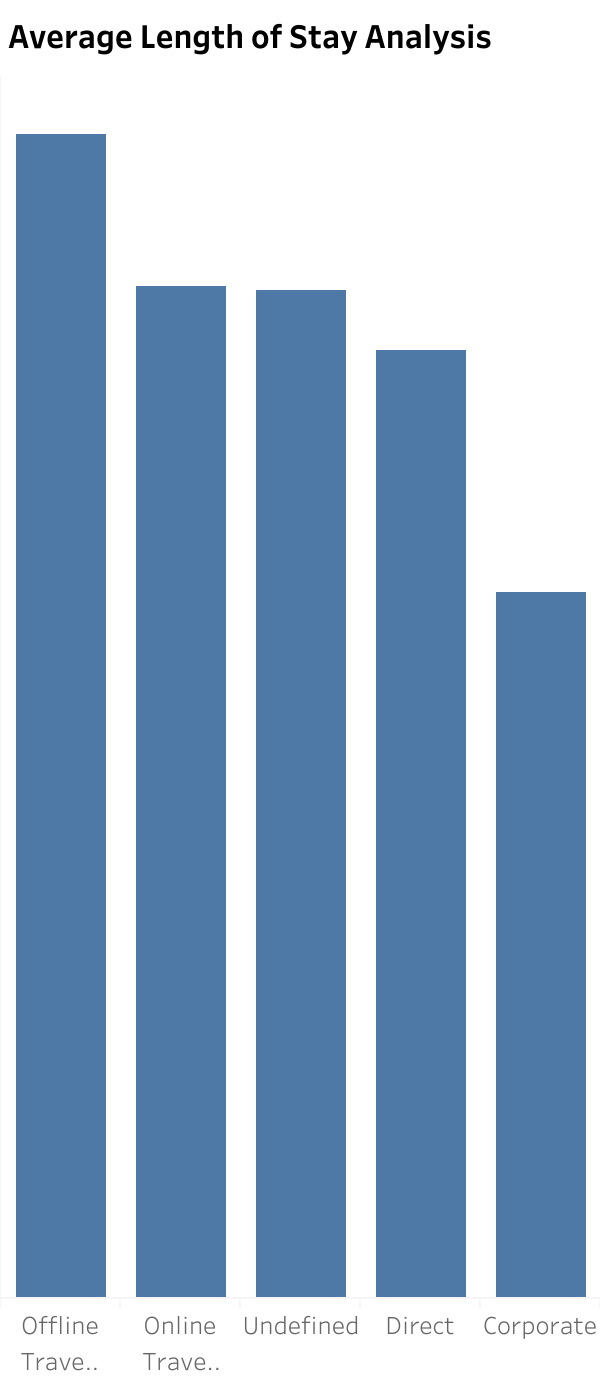 Average Length of Stay Analysis
Offline Trave..
Online Trave..
Undefined
Direct
Corporate